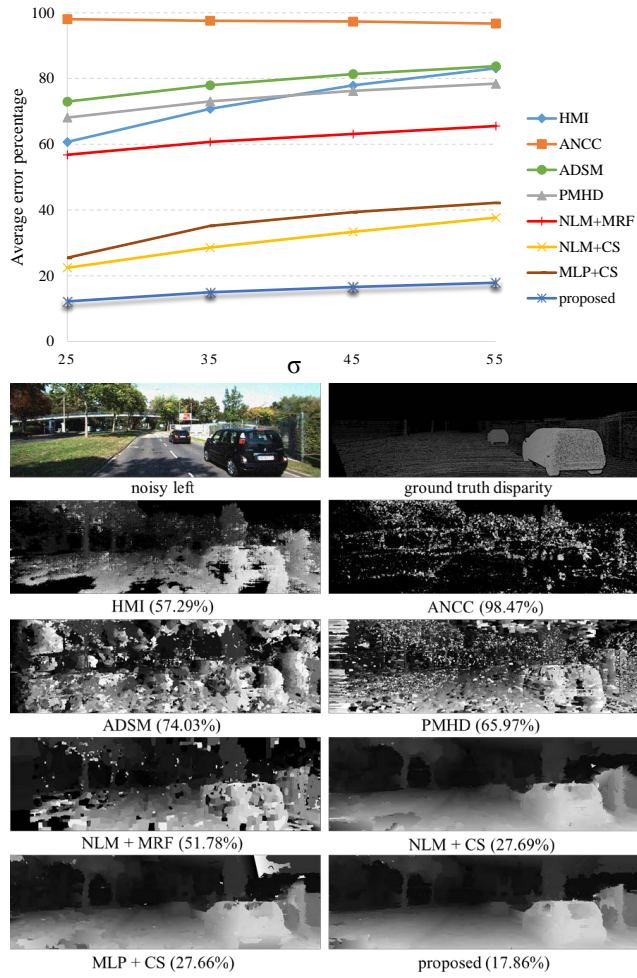 100
80
60
40
20
0
Average error percentage
25 35 45 55
σ
HMI
ANCC
ADSM
PMHD
NLM+MRF
NLM+CS
MLP+CS
proposed
noisy left ground truth disparity
HMI (57.29%) ANCC (98.47%)
ADSM (74.03%) PMHD (65.97%)
NLM + MRF (51.78%) NLM + CS (27.69%)
MLP + CS (27.66%) proposed (17.86%)